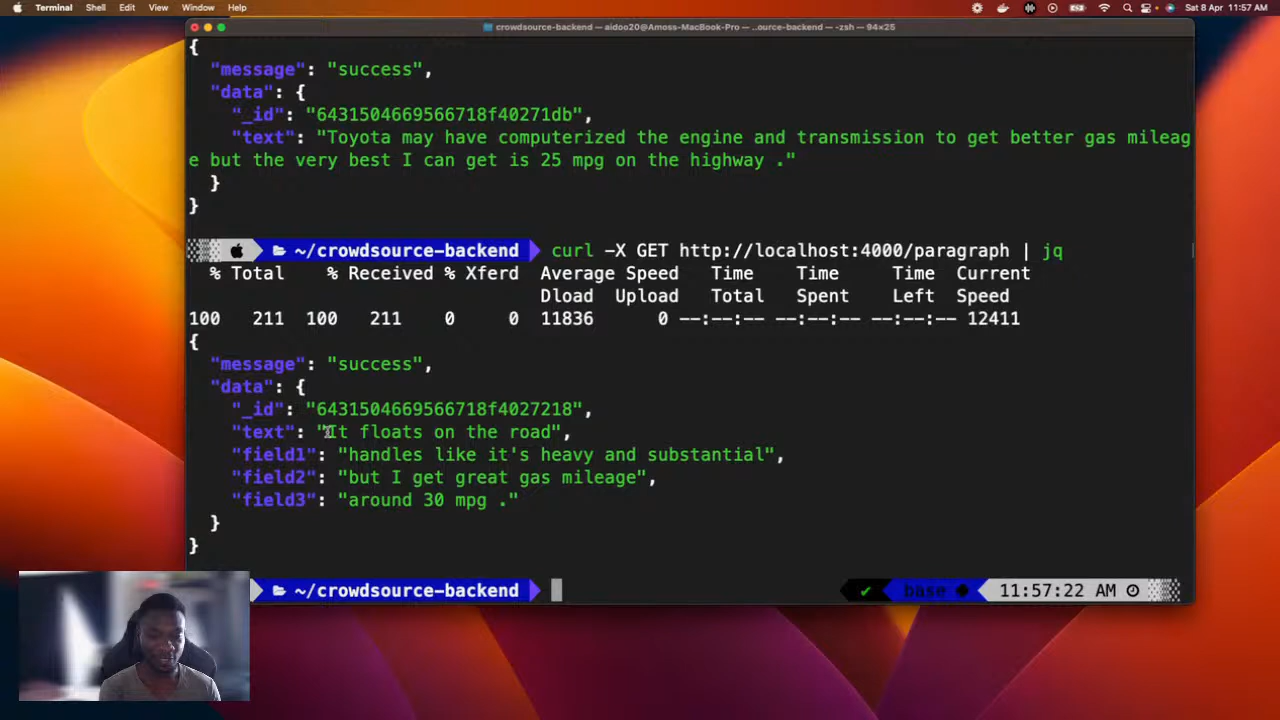 Terminal Shell Edit View Window Help Sat 8 Apr 11:57 AM
crowdsource-backend — aidoo20@Amoss-MacBook-Pro — ..ource-backend — -zsh — 94×25
{
"message": "success",
"data": {
"_id": "6431504669566718f40271db",
"text": "Toyota may have computerized the engine and transmission to get better gas mileag
e but the very best I can get is 25 mpg on the highway ."
}
}
~/crowdsource-backend curl -X GET http://localhost:4000/paragraph | jq
% Total % Received % Xferd Average Speed Time Time Time Current
Dload Upload Total Spent Left Speed
100 211 100 211 0 0 11836 0 --:--:-- --:--:-- --:--:-- 12411
{
"message": "success",
"data": {
"_id": "6431504669566718f4027218",
"text": "It floats on the road",
"field1": "handles like it's heavy and substantial",
"field2": "but I get great gas mileage",
"field3": "around 30 mpg ."
}
}
~/crowdsource-backend ✔ base 11:57:22 AM